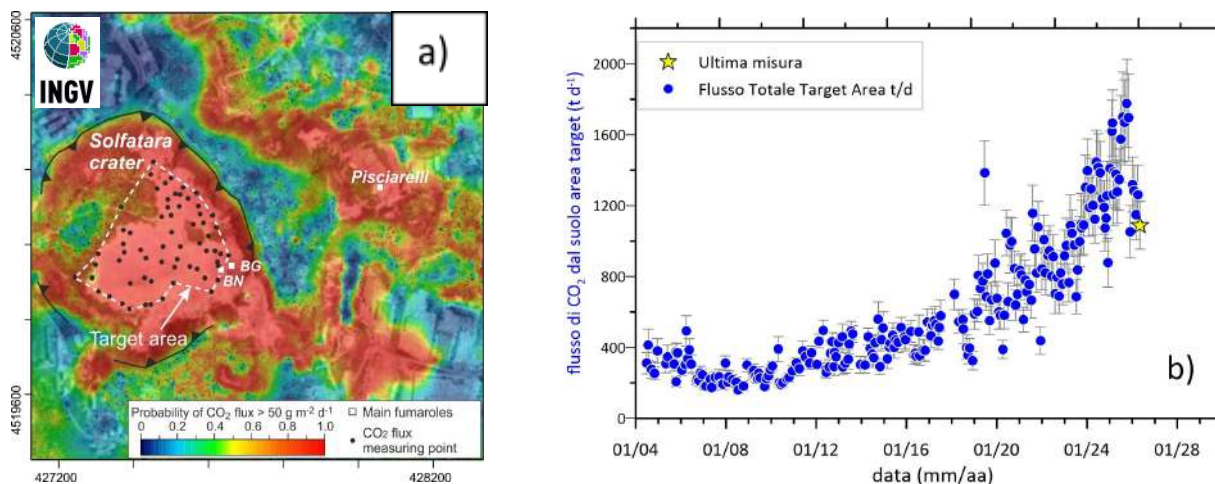 4520600
INGV
a)
Solfatara
crater
Pisciarelli
BG
BN
Target area
4519600
Probability of CO2 flux > 50 g m-2 d-1
0 0.2 0.4 0.6 0.8 1.0
Main fumaroles
CO2 flux
measuring point
427200 428200
flusso di CO2 dal suolo area target (t d-1)
2000
1600
1200
800
400
0
Ultima misura
Flusso Totale Target Area t/d
b)
01/04 01/08 01/12 01/16 01/20 01/24 01/28
data (mm/aa)